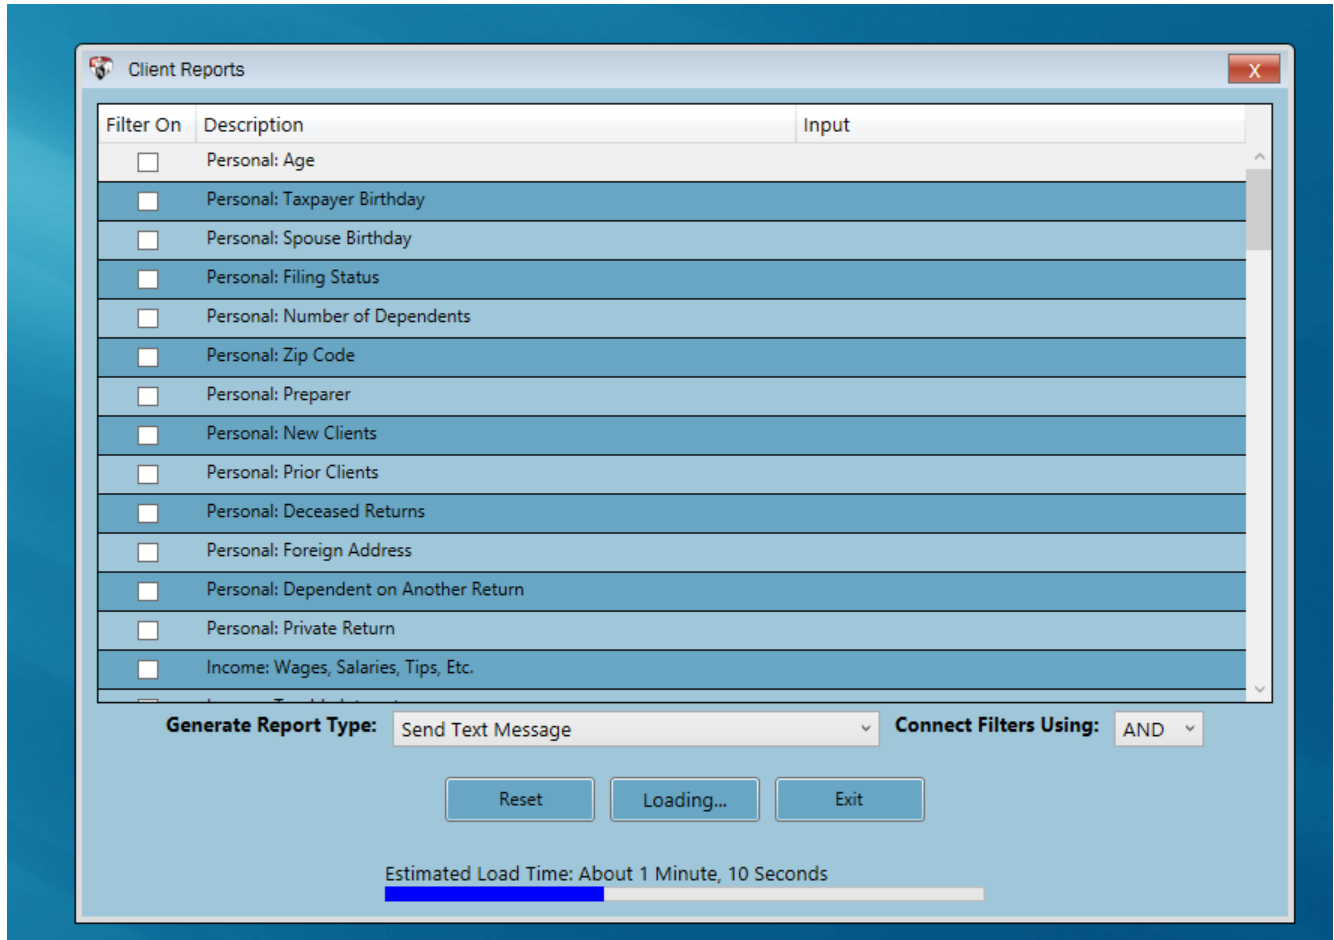 Client Reports
X
Filter On Description Input
Personal: Age
Personal: Taxpayer Birthday
Personal: Spouse Birthday
Personal: Filing Status
Personal: Number of Dependents
Personal: Zip Code
Personal: Preparer
Personal: New Clients
Personal: Prior Clients
Personal: Deceased Returns
Personal: Foreign Address
Personal: Dependent on Another Return
Personal: Private Return
Income: Wages, Salaries, Tips, Etc.
Generate Report Type: Send Text Message Connect Filters Using: AND
Reset Loading... Exit
Estimated Load Time: About 1 Minute, 10 Seconds